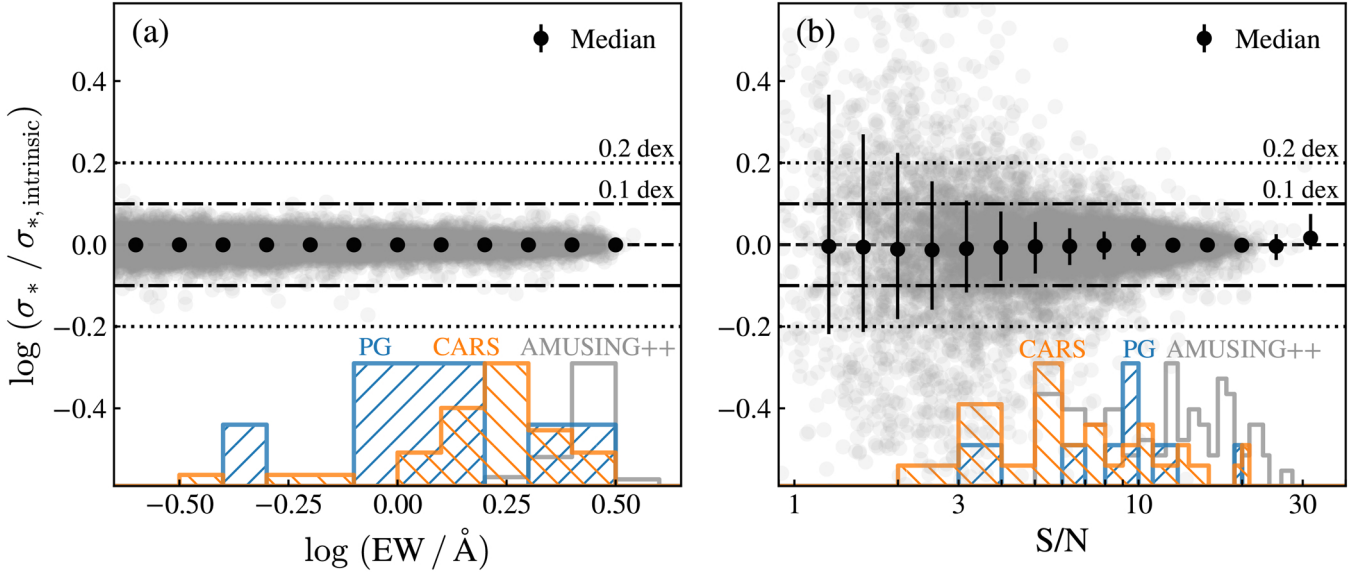 (a)
Median
0.2 dex
0.1 dex
0.4
0.2
0.0
−0.2
−0.4
log (σ∗ / σ∗, intrinsic)
PG
CARS
AMUSING++
−0.50
−0.25
0.00
0.25
0.50
log (EW / Å)
(b)
Median
0.2 dex
0.1 dex
0.4
0.2
0.0
−0.2
−0.4
CARS
PG
AMUSING++
1
3
10
30
S/N